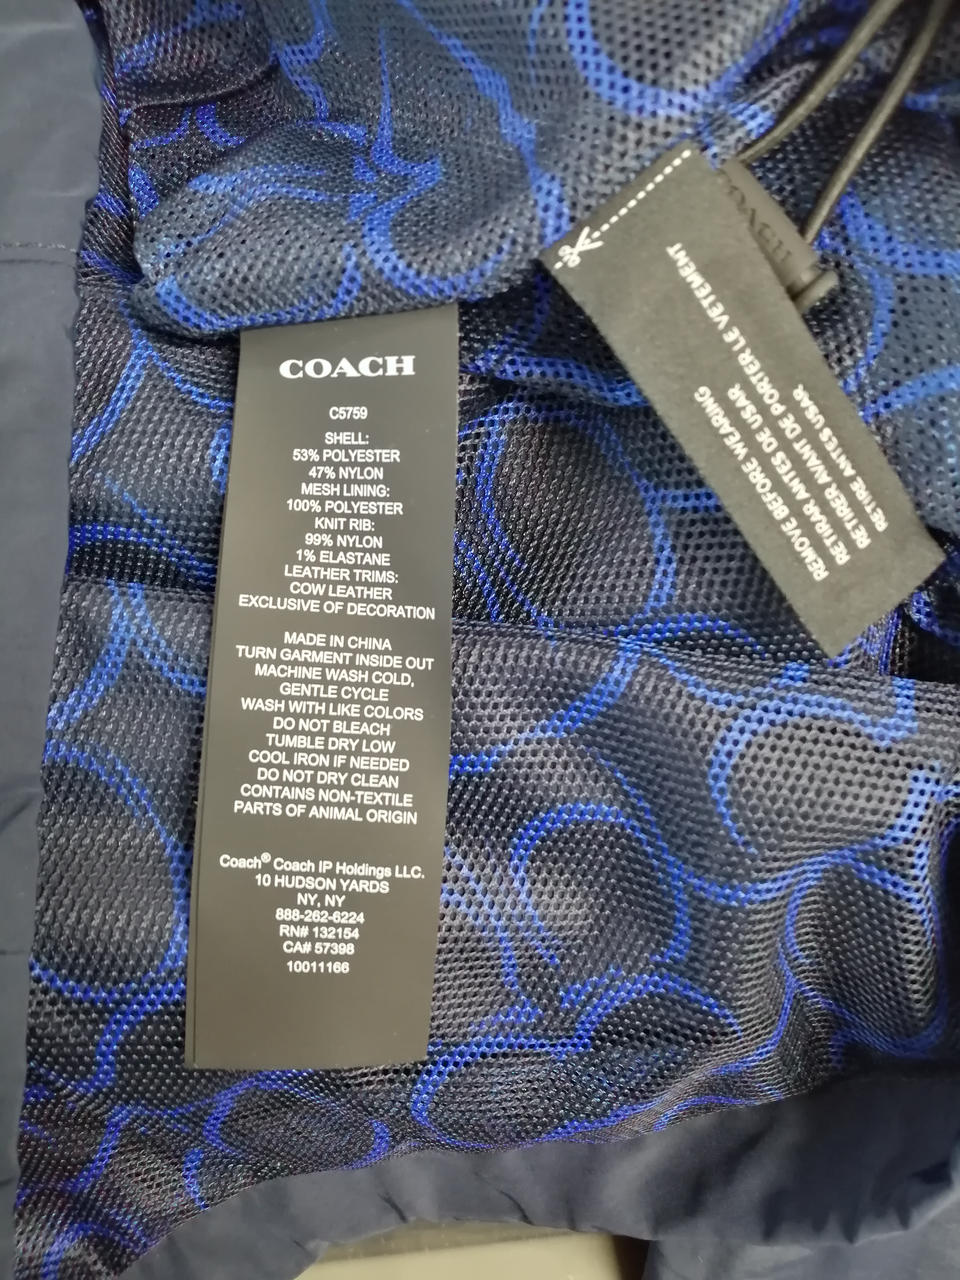 COACH
C5759
SHELL:
53% POLYESTER
47% NYLON
MESH LINING:
100% POLYESTER
KNIT RIB:
99% NYLON
1% ELASTANE
LEATHER TRIMS:
COW LEATHER
EXCLUSIVE OF DECORATION
MADE IN CHINA
TURN GARMENT INSIDE OUT
MACHINE WASH COLD,
GENTLE CYCLE
WASH WITH LIKE COLORS
DO NOT BLEACH
TUMBLE DRY LOW
COOL IRON IF NEEDED
DO NOT DRY CLEAN
CONTAINS NON-TEXTILE
PARTS OF ANIMAL ORIGIN
Coach® Coach IP Holdings LLC.
10 HUDSON YARDS
NY, NY
888-262-6224
RN# 132154
CA# 57398
10011166
COACH
REMOVE BEFORE WEARING
RETIRAR ANTES DE USAR
RETIRER AVANT DE PORTER LE VETEMENT
RETIRE ANTES USAR